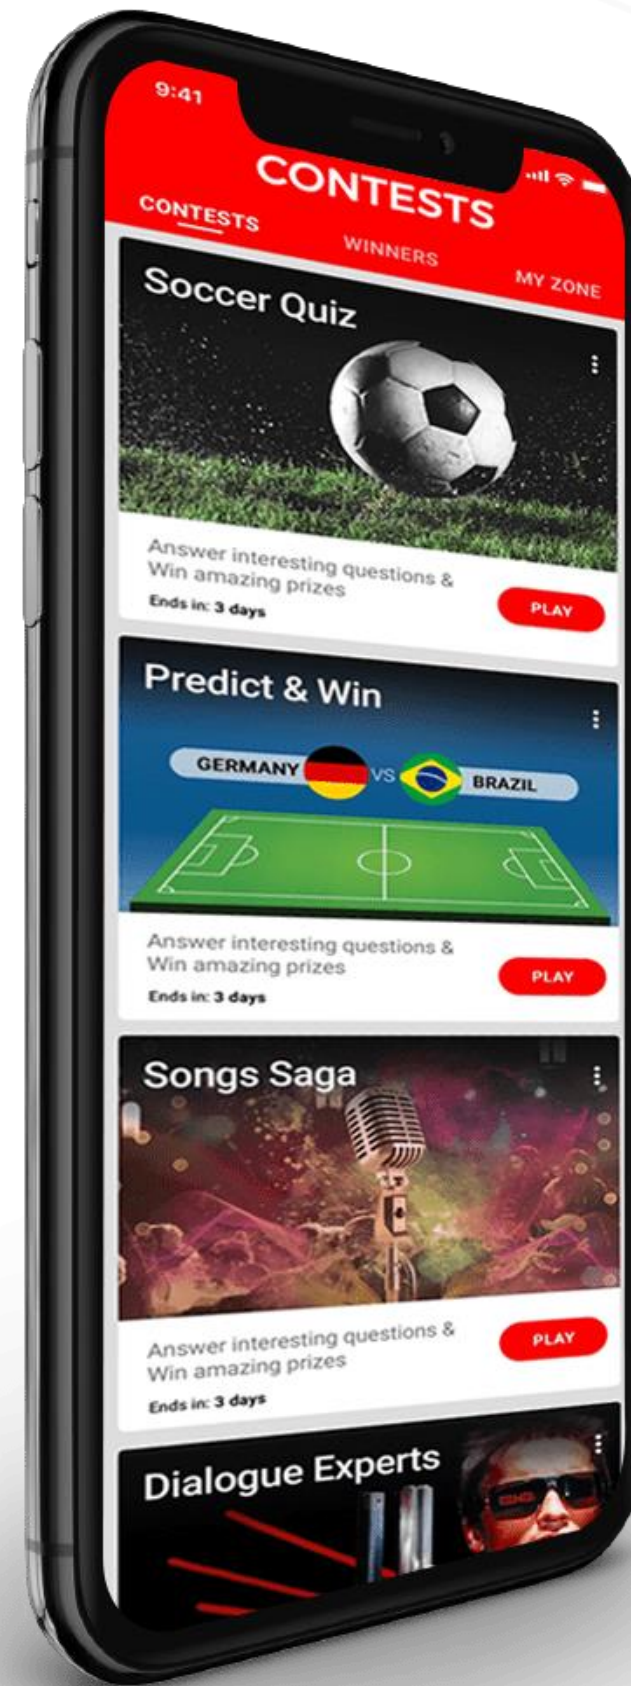 9:41
CONTESTS
CONTESTS
WINNERS
MY ZONE
Soccer Quiz
Answer interesting questions &
Win amazing prizes
Ends in: 3 days
PLAY
Predict & Win
GERMANY
VS
BRAZIL
Answer interesting questions &
Win amazing prizes
Ends in: 3 days
PLAY
Songs Saga
Answer interesting questions &
Win amazing prizes
Ends in: 3 days
PLAY
Dialogue Experts